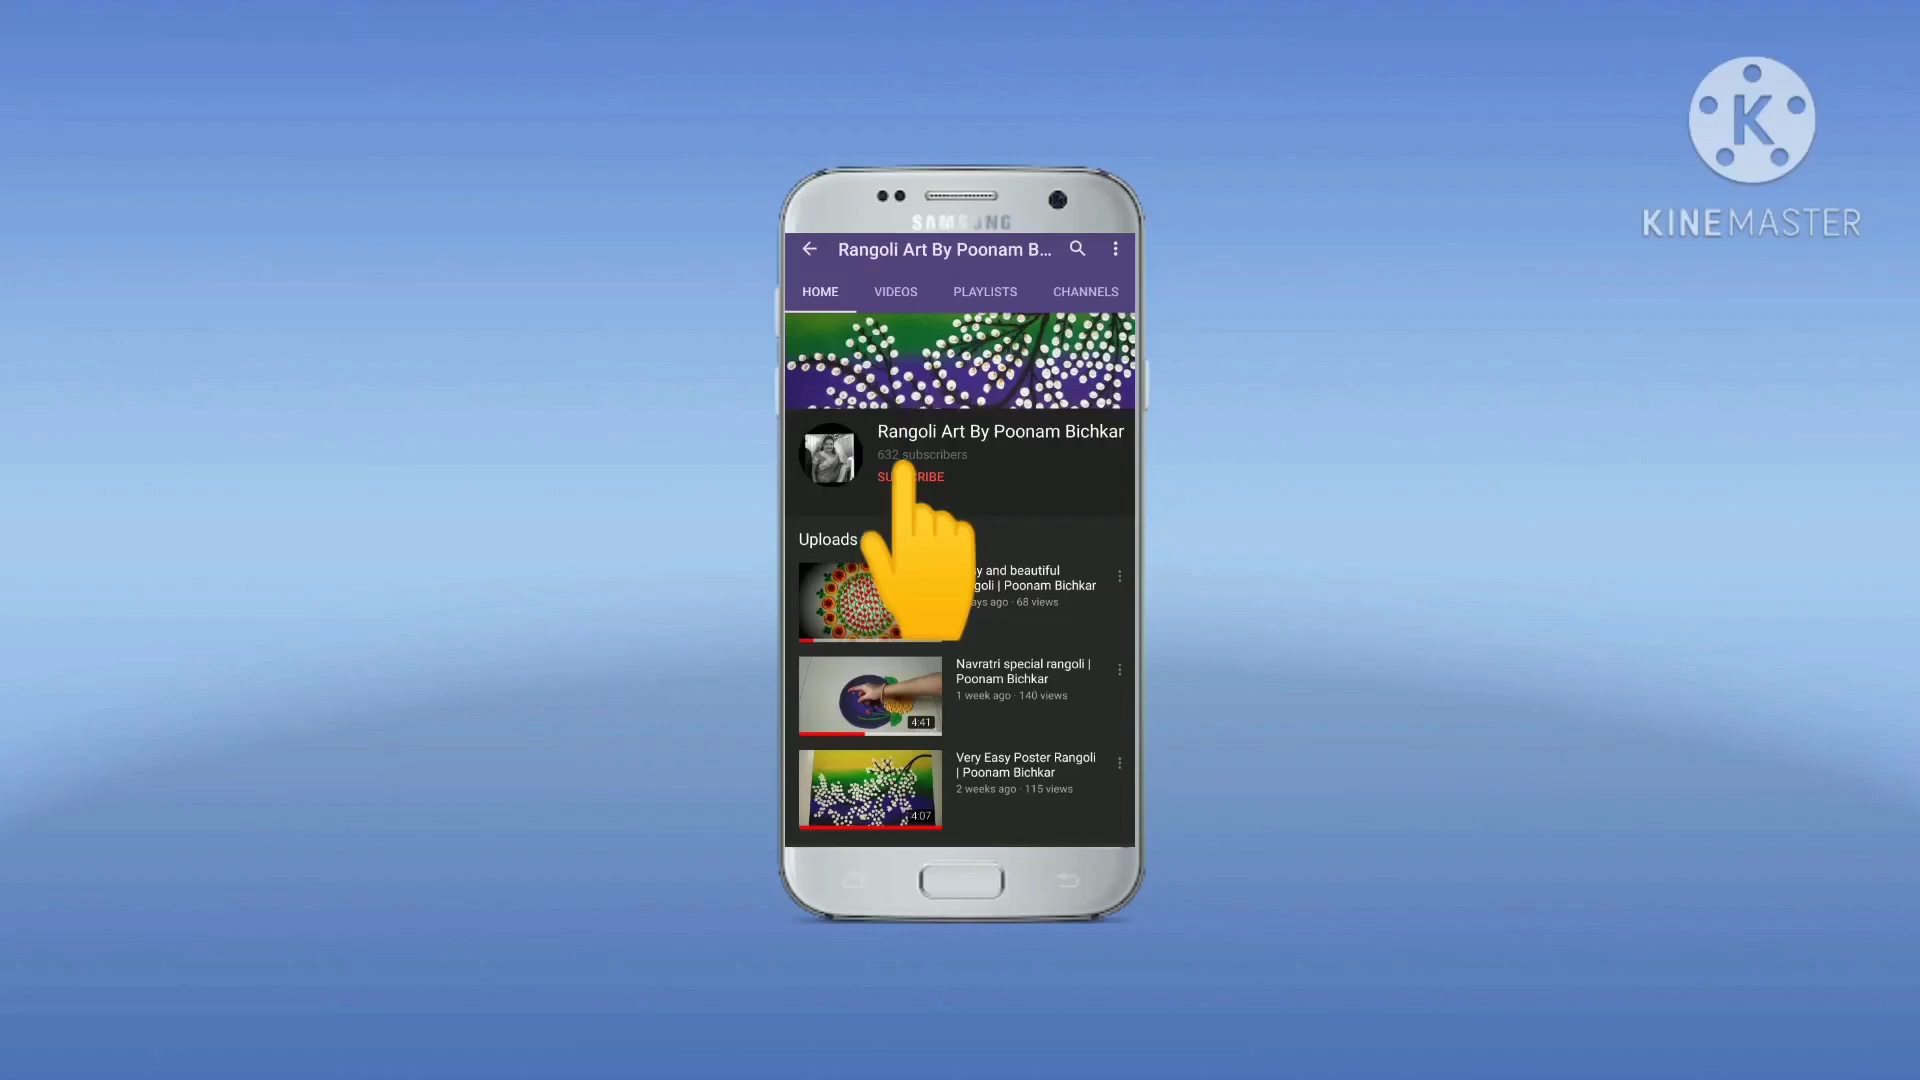 KINEMASTER
SAMSUNG
Rangoli Art By Poonam B...
HOME VIDEOS PLAYLISTS CHANNELS
Rangoli Art By Poonam Bichkar
632 subscribers
Uploads
and beautiful
| Poonam Bichkar
ago · 68 views
Navratri special rangoli |
Poonam Bichkar
1 week ago · 140 views
4:41
Very Easy Poster Rangoli
| Poonam Bichkar
2 weeks ago · 115 views
4:07